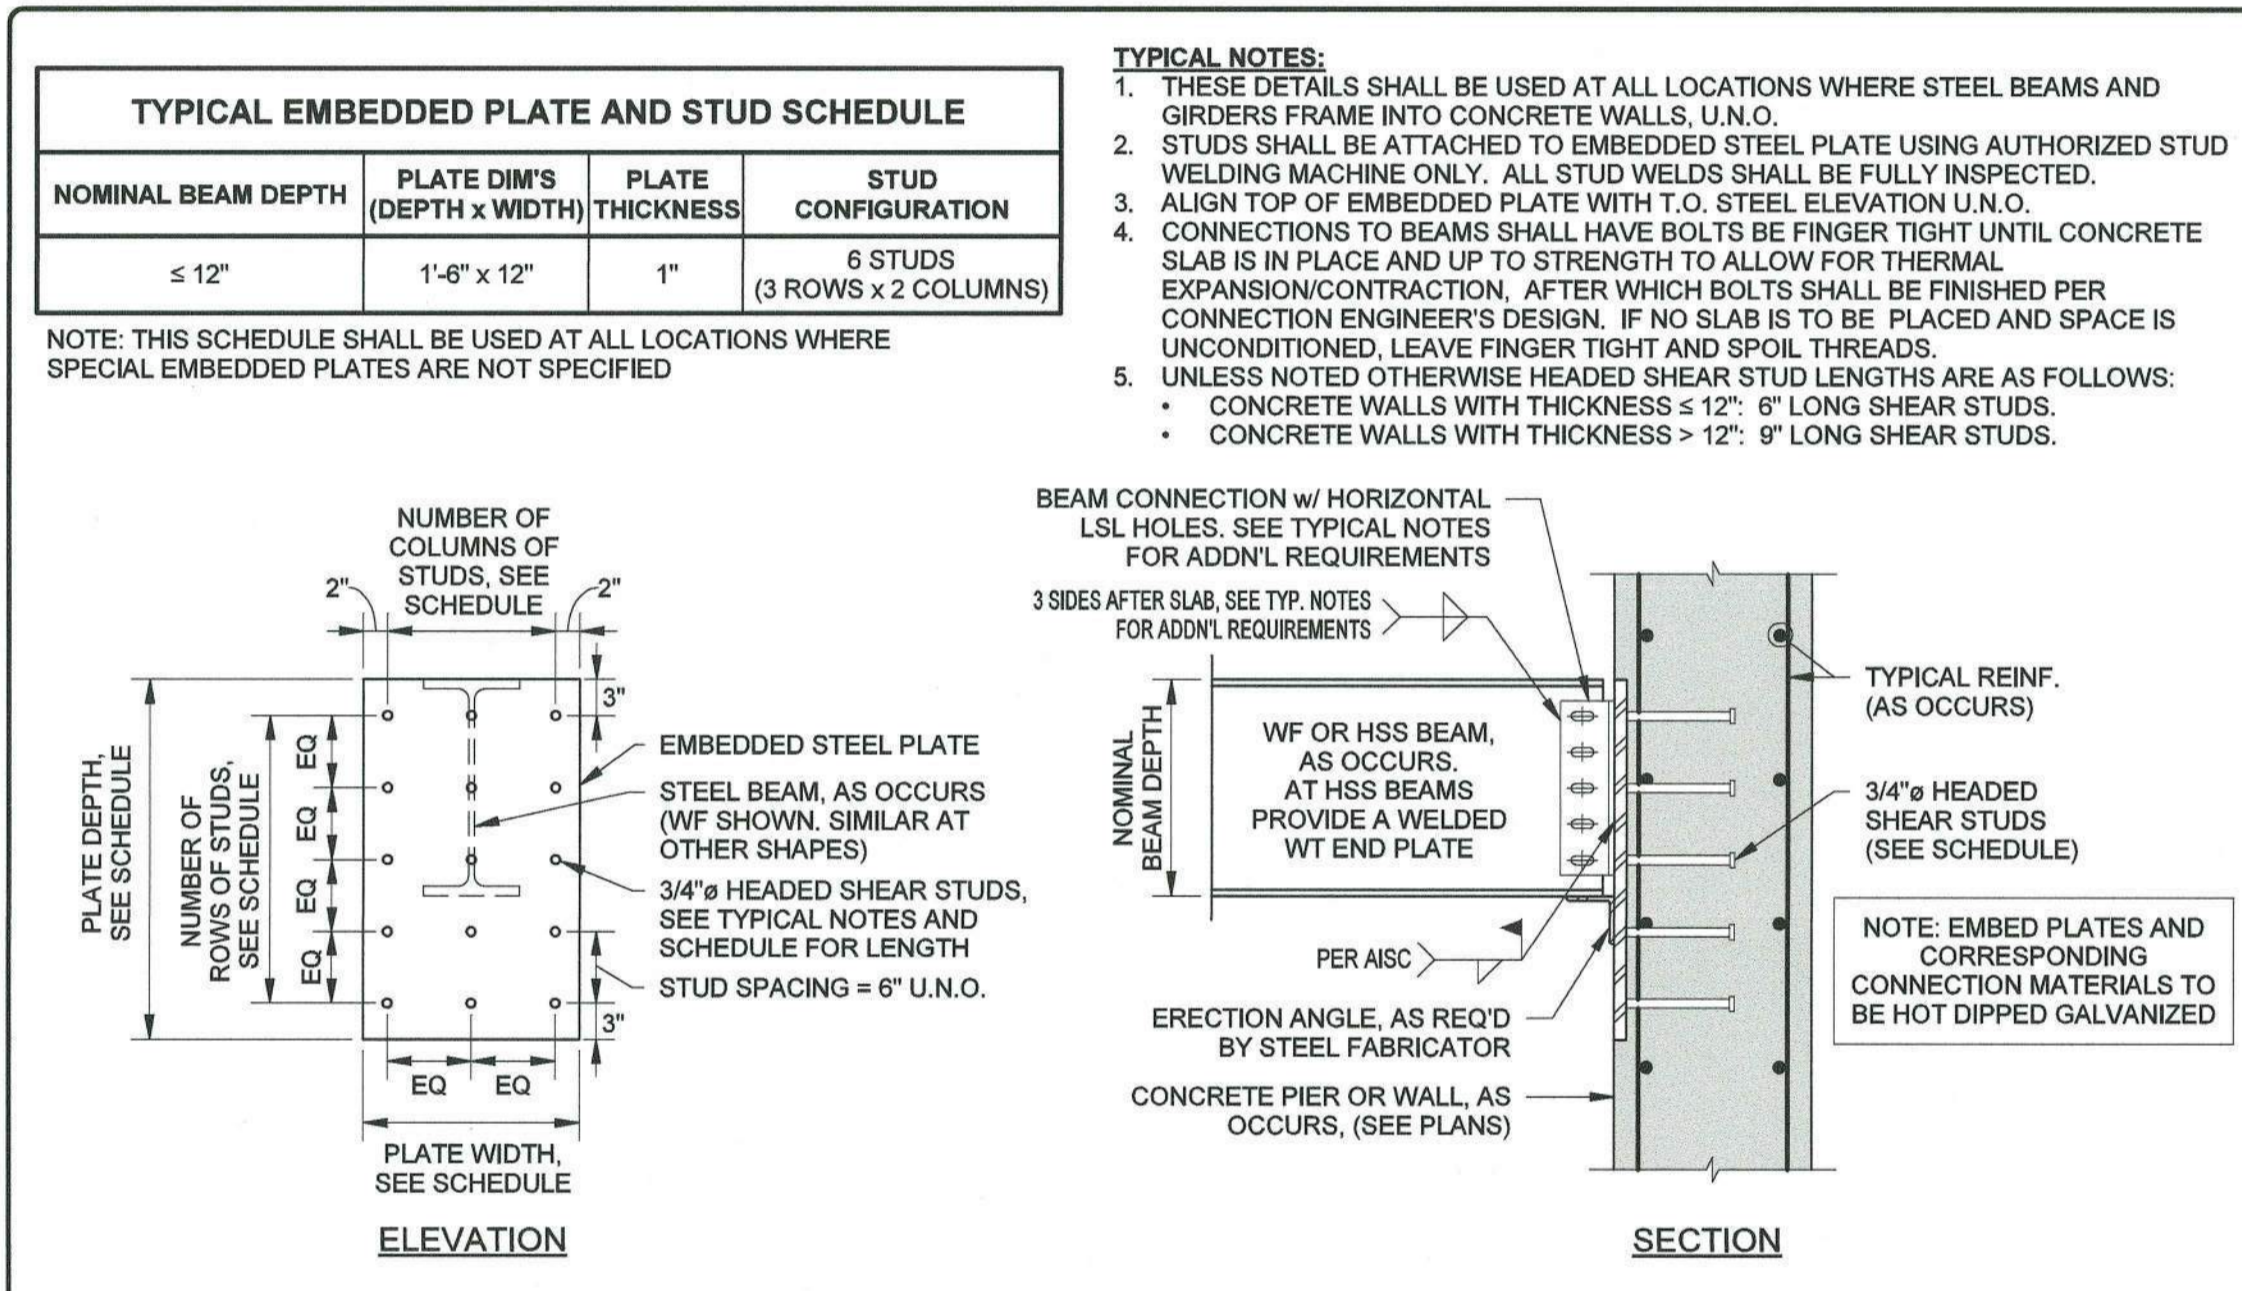 TYPICAL EMBEDDED PLATE AND STUD SCHEDULE
NOMINAL BEAM DEPTH
PLATE DIM'S
(DEPTH x WIDTH)
PLATE
THICKNESS
STUD
CONFIGURATION
≤ 12"
1'-6" x 12"
1"
6 STUDS
(3 ROWS x 2 COLUMNS)
NOTE: THIS SCHEDULE SHALL BE USED AT ALL LOCATIONS WHERE
SPECIAL EMBEDDED PLATES ARE NOT SPECIFIED
TYPICAL NOTES:
1. THESE DETAILS SHALL BE USED AT ALL LOCATIONS WHERE STEEL BEAMS AND
GIRDERS FRAME INTO CONCRETE WALLS, U.N.O.
2. STUDS SHALL BE ATTACHED TO EMBEDDED STEEL PLATE USING AUTHORIZED STUD
WELDING MACHINE ONLY. ALL STUD WELDS SHALL BE FULLY INSPECTED.
3. ALIGN TOP OF EMBEDDED PLATE WITH T.O. STEEL ELEVATION U.N.O.
4. CONNECTIONS TO BEAMS SHALL HAVE BOLTS BE FINGER TIGHT UNTIL CONCRETE
SLAB IS IN PLACE AND UP TO STRENGTH TO ALLOW FOR THERMAL
EXPANSION/CONTRACTION, AFTER WHICH BOLTS SHALL BE FINISHED PER
CONNECTION ENGINEER'S DESIGN. IF NO SLAB IS TO BE PLACED AND SPACE IS
UNCONDITIONED, LEAVE FINGER TIGHT AND SPOIL THREADS.
5. UNLESS NOTED OTHERWISE HEADED SHEAR STUD LENGTHS ARE AS FOLLOWS:
• CONCRETE WALLS WITH THICKNESS ≤ 12": 6" LONG SHEAR STUDS.
• CONCRETE WALLS WITH THICKNESS > 12": 9" LONG SHEAR STUDS.
NUMBER OF
COLUMNS OF
STUDS, SEE
SCHEDULE
2"
2"
3"
PLATE DEPTH,
SEE SCHEDULE
NUMBER OF
ROWS OF STUDS,
SEE SCHEDULE
EQ
EQ
EQ
EQ
EMBEDDED STEEL PLATE
STEEL BEAM, AS OCCURS
(WF SHOWN. SIMILAR AT
OTHER SHAPES)
3/4"ø HEADED SHEAR STUDS,
SEE TYPICAL NOTES AND
SCHEDULE FOR LENGTH
STUD SPACING = 6" U.N.O.
3"
EQ
EQ
PLATE WIDTH,
SEE SCHEDULE
ELEVATION
BEAM CONNECTION w/ HORIZONTAL
LSL HOLES. SEE TYPICAL NOTES
FOR ADDN'L REQUIREMENTS
3 SIDES AFTER SLAB, SEE TYP. NOTES
FOR ADDN'L REQUIREMENTS
NOMINAL
BEAM DEPTH
WF OR HSS BEAM,
AS OCCURS.
AT HSS BEAMS
PROVIDE A WELDED
WT END PLATE
PER AISC
ERECTION ANGLE, AS REQ'D
BY STEEL FABRICATOR
CONCRETE PIER OR WALL, AS
OCCURS, (SEE PLANS)
TYPICAL REINF.
(AS OCCURS)
3/4"ø HEADED
SHEAR STUDS
(SEE SCHEDULE)
NOTE: EMBED PLATES AND
CORRESPONDING
CONNECTION MATERIALS TO
BE HOT DIPPED GALVANIZED
SECTION